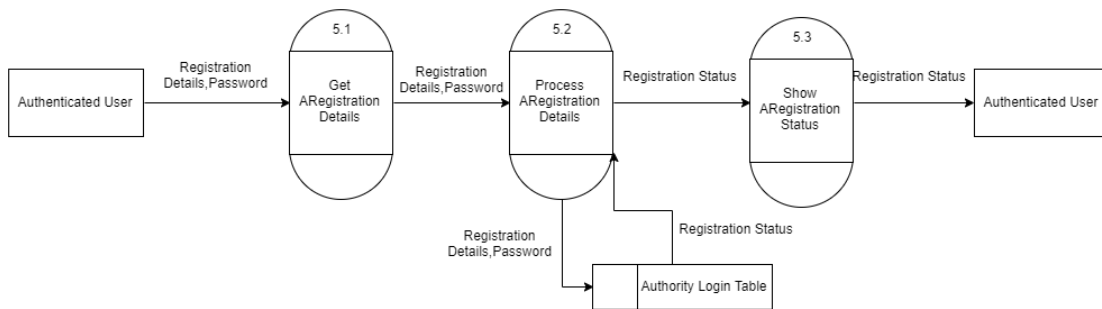 5.1
5.2
5.3
Registration
Details,Password
Registration
Details,Password
Registration Status
Registration Status
Authenticated User
Get
ARegistration
Details
Process
ARegistration
Details
Show
ARegistration
Status
Authenticated User
Registration
Details,Password
Registration Status
Authority Login Table